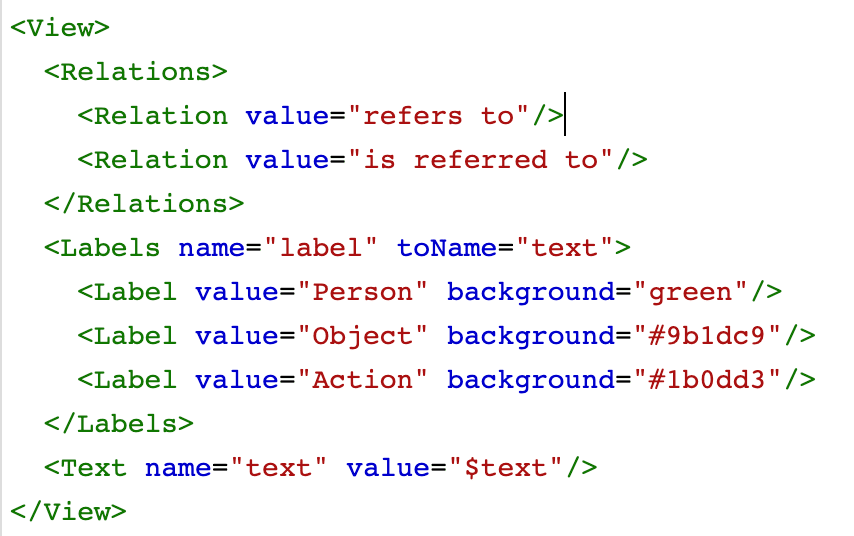 <View>
  <Relations>
    <Relation value="refers to"/>
    <Relation value="is referred to"/>
  </Relations>
  <Labels name="label" toName="text">
    <Label value="Person" background="green"/>
    <Label value="Object" background="#9b1dc9"/>
    <Label value="Action" background="#1b0dd3"/>
  </Labels>
  <Text name="text" value="$text"/>
</View>